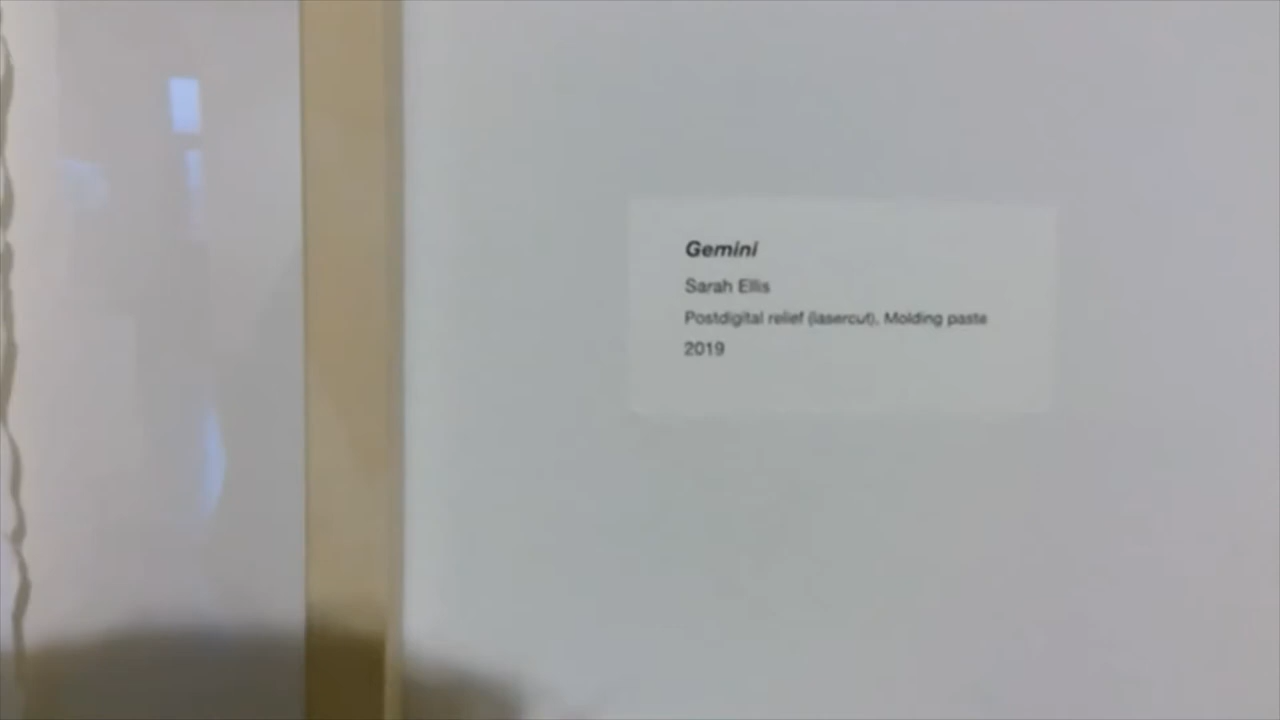 Gemini
Sarah Ellis
Postdigital relief (lasercut), Molding paste
2019